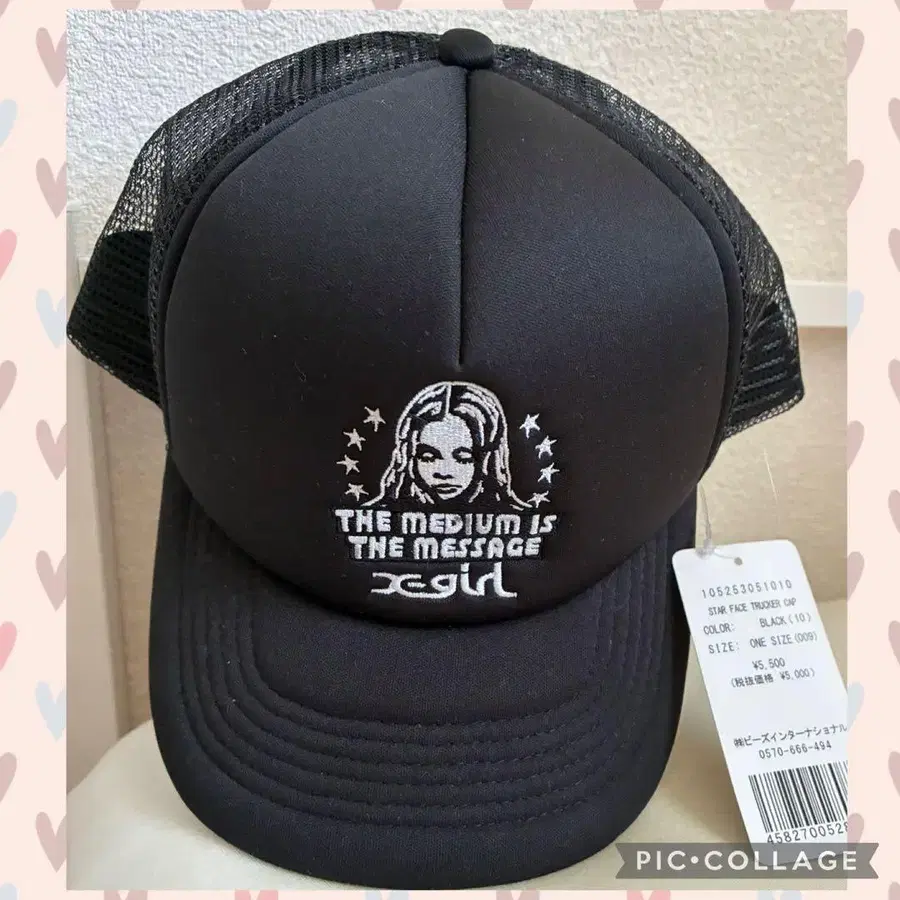 THE MEDIUM IS
THE MESSAGE
X-girl
105253051010
STAR FACE TRUCKER CAP
COLOR: BLACK(10)
SIZE: ONE SIZE(009)
¥5,500
(税抜価格 ¥5,000)
㈱ビーズインターナショナル
0570-666-494
458270052
PIC•COLLAGE